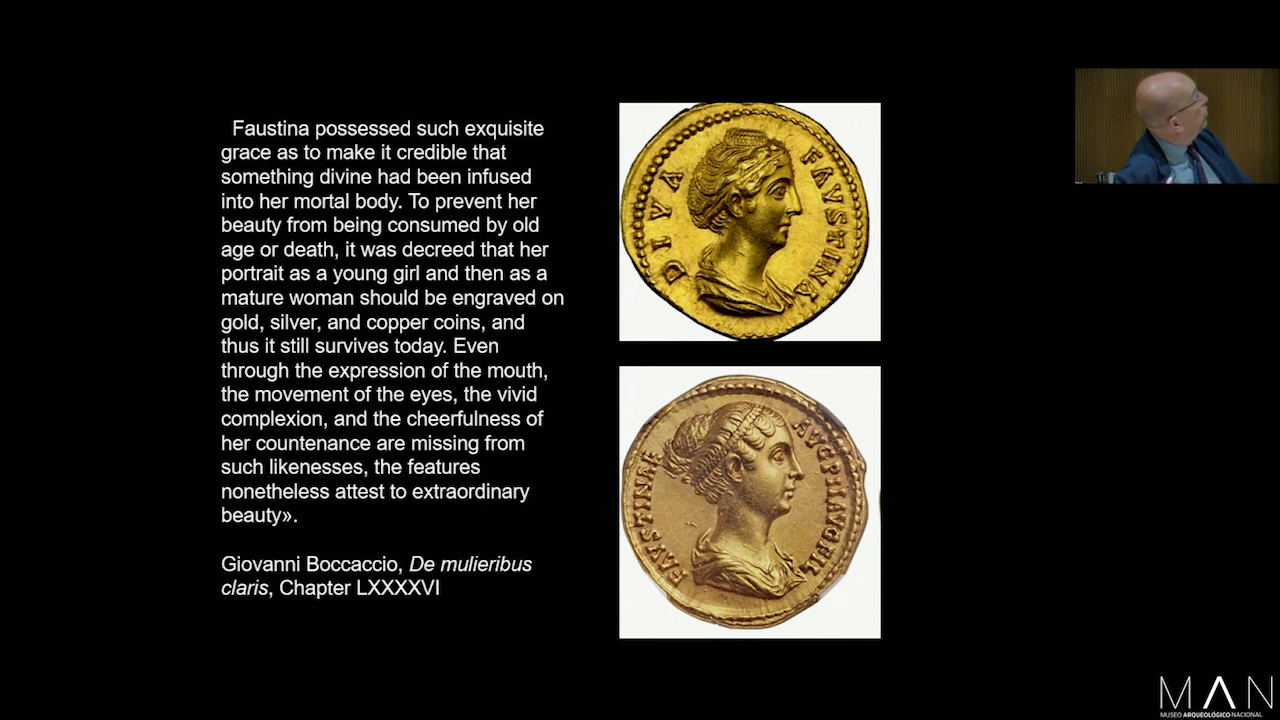 Faustina possessed such exquisite
grace as to make it credible that
something divine had been infused
into her mortal body. To prevent her
beauty from being consumed by old
age or death, it was decreed that her
portrait as a young girl and then as a
mature woman should be engraved on
gold, silver, and copper coins, and
thus it still survives today. Even
through the expression of the mouth,
the movement of the eyes, the vivid
complexion, and the cheerfulness of
her countenance are missing from
such likenesses, the features
nonetheless attest to extraordinary
beauty».
Giovanni Boccaccio, De mulieribus
claris, Chapter LXXXXVI
DIVA FAVSTINA
FAVSTINAE AVG PII AVG FIL
MAN
MUSEO ARQUEOLÓGICO NACIONAL